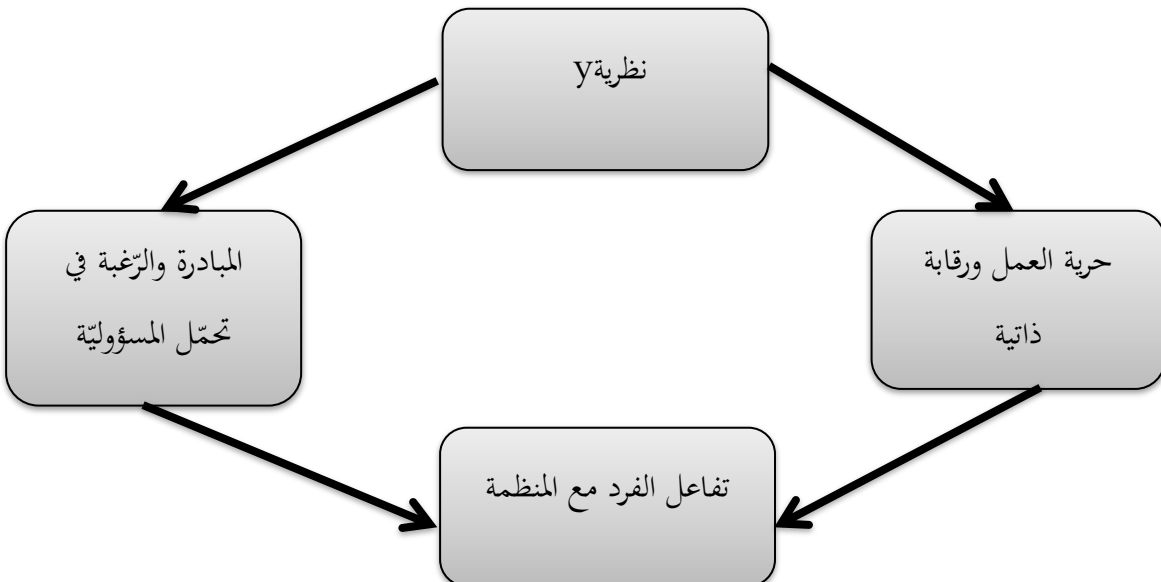 نظريةy
حرية العمل ورقابة
ذاتية
المبادرة والرّغبة في
تحمّل المسؤوليّة
تفاعل الفرد مع المنظمة